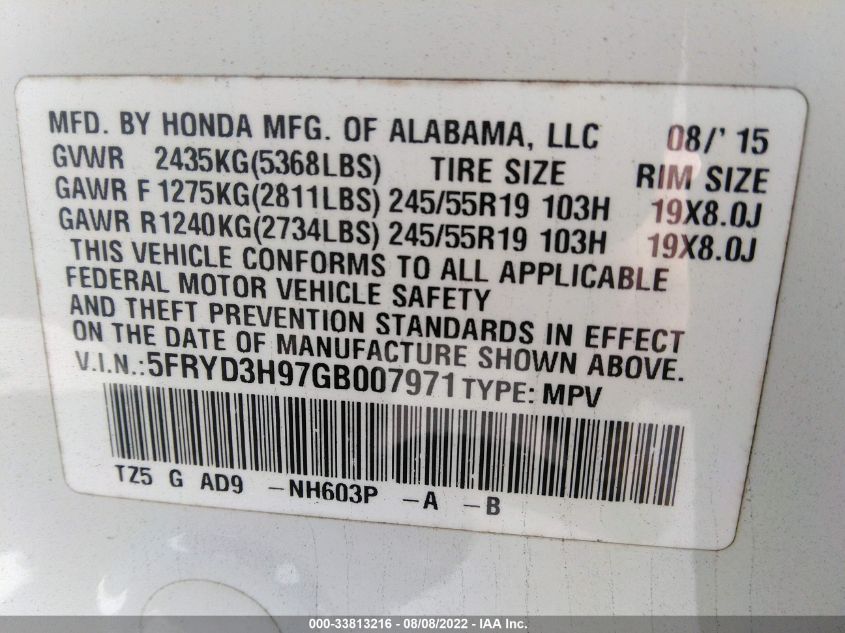 MFD. BY HONDA MFG. OF ALABAMA, LLC 08/' 15
GVWR 2435KG(5368LBS) TIRE SIZE RIM SIZE
GAWR F 1275KG(2811LBS) 245/55R19 103H 19X8.0J
GAWR R1240KG(2734LBS) 245/55R19 103H 19X8.0J
THIS VEHICLE CONFORMS TO ALL APPLICABLE
FEDERAL MOTOR VEHICLE SAFETY
AND THEFT PREVENTION STANDARDS IN EFFECT
ON THE DATE OF MANUFACTURE SHOWN ABOVE.
V.I.N.:5FRYD3H97GB007971 TYPE: MPV
TZ5 G AD9 -NH603P -A -B
000-33813216 - 08/08/2022 - IAA Inc.